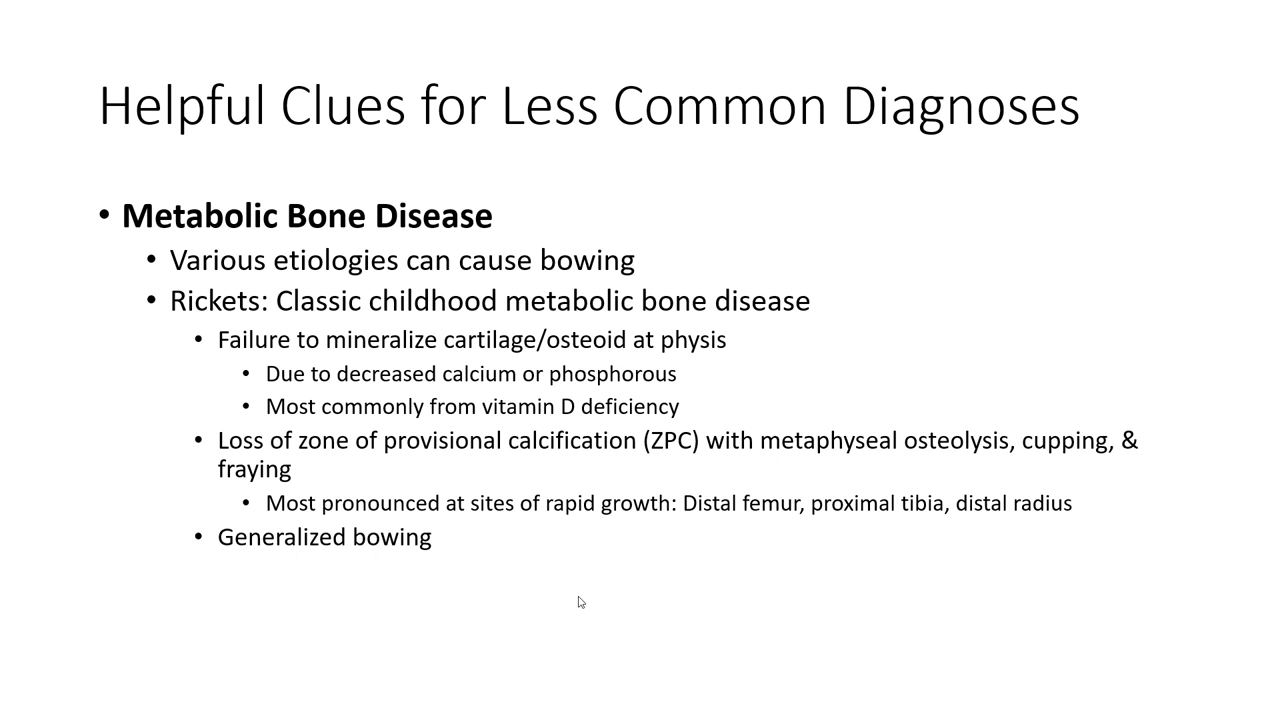 Helpful Clues for Less Common Diagnoses
• Metabolic Bone Disease
• Various etiologies can cause bowing
• Rickets: Classic childhood metabolic bone disease
• Failure to mineralize cartilage/osteoid at physis
• Due to decreased calcium or phosphorous
• Most commonly from vitamin D deficiency
• Loss of zone of provisional calcification (ZPC) with metaphyseal osteolysis, cupping, &
fraying
• Most pronounced at sites of rapid growth: Distal femur, proximal tibia, distal radius
• Generalized bowing